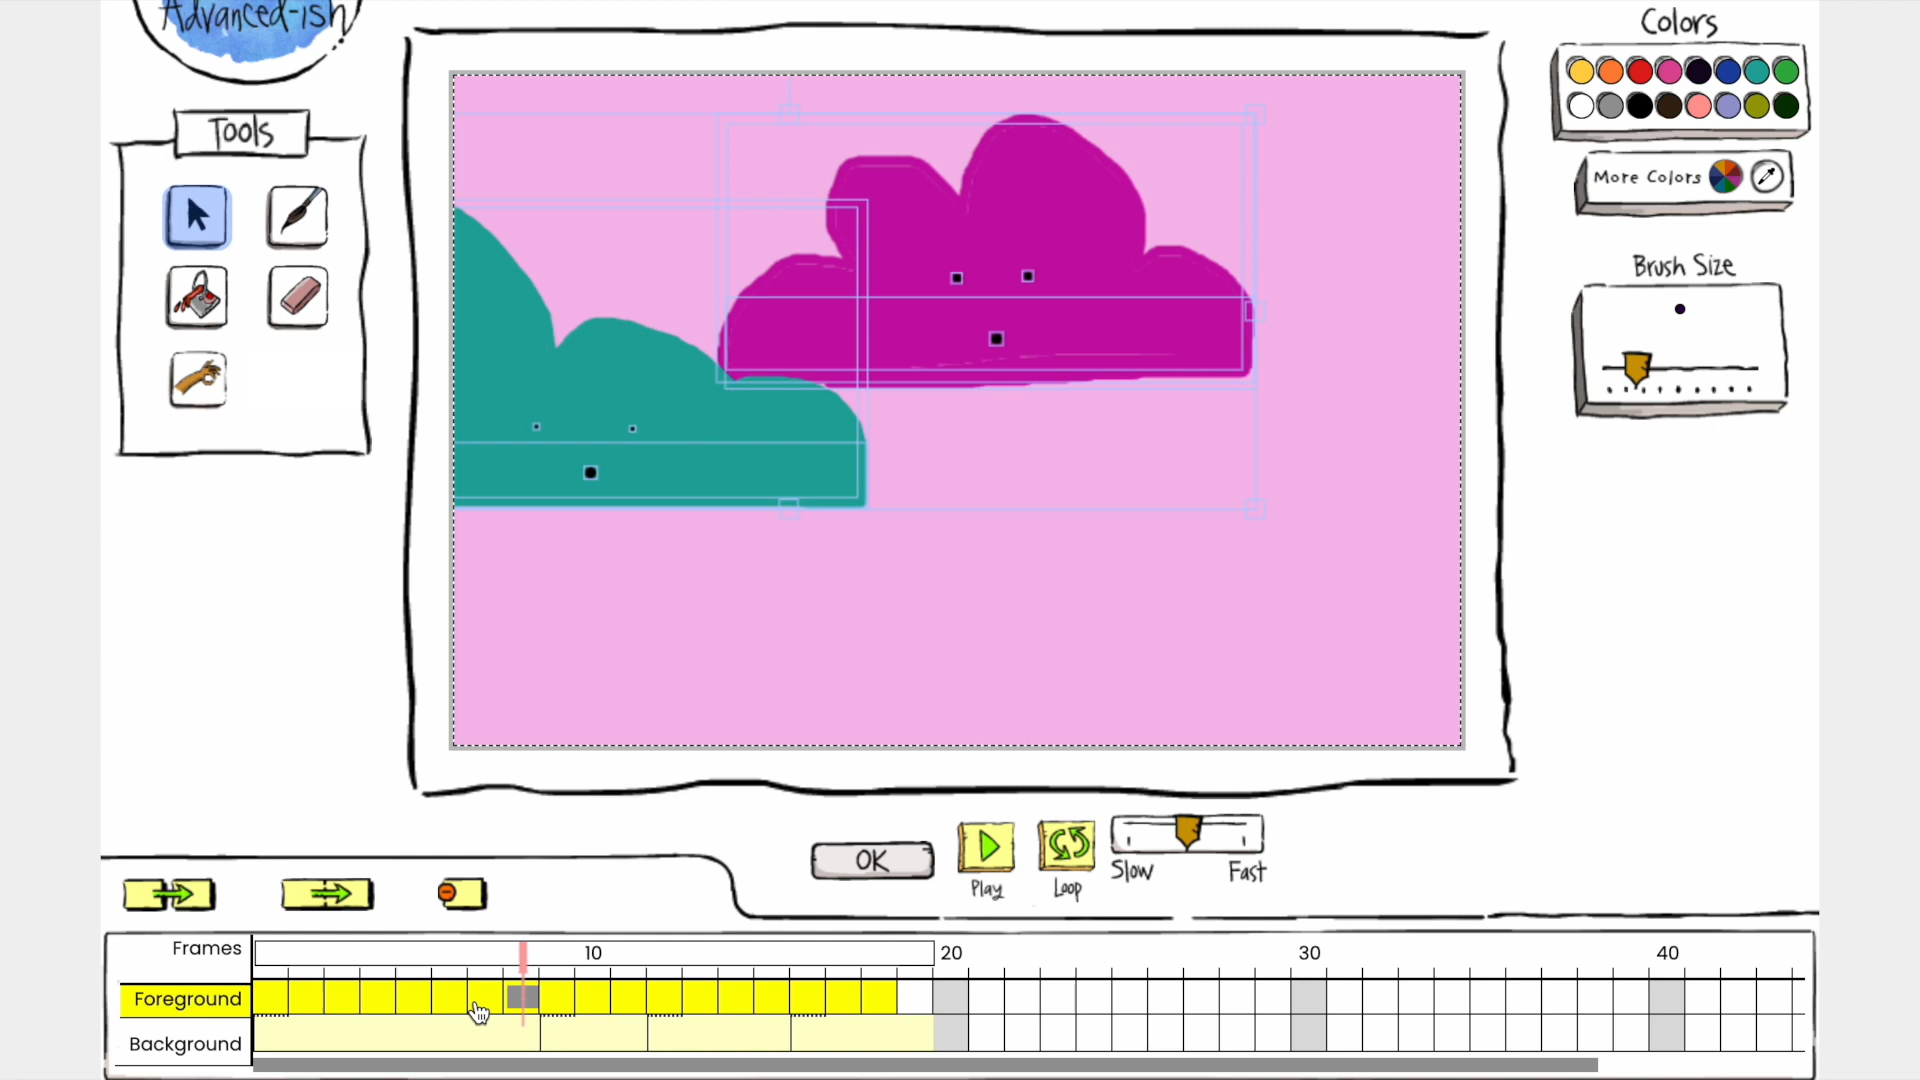 Advanced-ish
Colors
Tools
More Colors
Brush Size
OK
Play
Loop
Slow
Fast
Frames
10
20
30
40
Foreground
Background